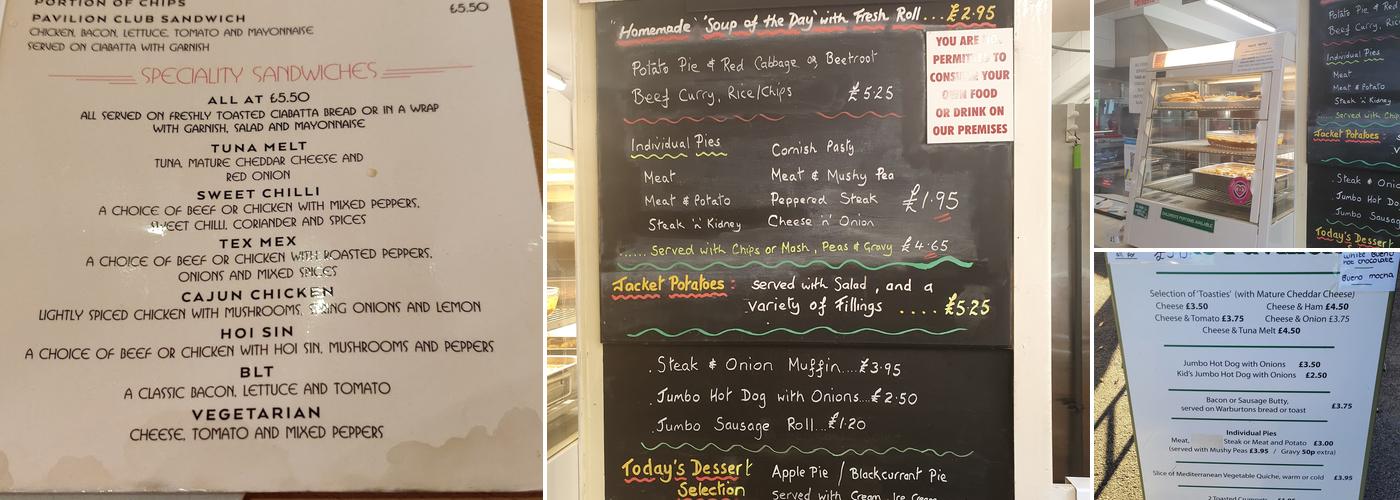 PORTION OF CHIPS
£5.50
PAVILION CLUB SANDWICH
CHICKEN, BACON, LETTUCE, TOMATO AND MAYONNAISE
SERVED ON CIABATTA WITH GARNISH
SPECIALITY SANDWICHES
ALL AT £5.50
ALL SERVED ON FRESHLY TOASTED CIABATTA BREAD OR IN A WRAP
WITH GARNISH, SALAD AND MAYONNAISE
TUNA MELT
TUNA, MATURE CHEDDAR CHEESE AND
RED ONION
SWEET CHILLI
A CHOICE OF BEEF OR CHICKEN WITH MIXED PEPPERS,
SWEET CHILLI, CORIANDER AND SPICES
TEX MEX
A CHOICE OF BEEF OR CHICKEN WITH ROASTED PEPPERS,
ONIONS AND MIXED SPICES
CAJUN CHICKEN
LIGHTLY SPICED CHICKEN WITH MUSHROOMS, SPRING ONIONS AND LEMON
HOI SIN
A CHOICE OF BEEF OR CHICKEN WITH HOI SIN, MUSHROOMS AND PEPPERS
BLT
A CLASSIC BACON, LETTUCE AND TOMATO
VEGETARIAN
CHEESE, TOMATO AND MIXED PEPPERS
"Homemade 'Soup of the Day' with Fresh Roll... £2.95
Potato Pie & Red Cabbage or Beetroot
Beef Curry, Rice/Chips £5.25
YOU ARE
PERMITTED TO
CONSUME YOUR
OWN FOOD
OR DRINK ON
OUR PREMISES
Individual Pies
Cornish Pasty
Meat
Meat & Mushy Pea
Meat & Potato
Peppered Steak
£1.95
Steak 'n' Kidney
Cheese 'n' Onion
...... Served with Chips or Mash, Peas & Gravy £4.65
Jacket Potatoes: served with Salad, and a
variety of Fillings .... £5.25
. Steak & Onion Muffin...£3.95
. Jumbo Hot Dog with Onions...£2.50
. Jumbo Sausage Roll...£1.20
Today's Dessert
Selection
Apple Pie / Blackcurrant Pie
Served with Cream, Ice Cream
Potato Pie & Red
Beef Curry, Ric
Individual Pies
Meat
Meat & Potato
Steak 'n' Kidney
Served with Chip
Jacket Potatoes:
. Steak & On
. Jumbo Hot Do
. Jumbo Sausag
Today's Dessert
White Bueno
hot chocolate
Bueno mocha
Selection of 'Toasties' (with Mature Cheddar Cheese)
Cheese £3.50 Cheese & Ham £4.50
Cheese & Tomato £3.75 Cheese & Onion £3.75
Cheese & Tuna Melt £4.50
Jumbo Hot Dog with Onions £3.50
Kid's Jumbo Hot Dog with Onions £2.50
Bacon or Sausage Butty,
served on Warburtons bread or toast £3.75
Individual Pies
Meat, Steak or Meat and Potato £3.00
(served with Mushy Peas £3.95 / Gravy 50p extra)
Slice of Mediterranean Vegetable Quiche, warm or cold £3.95
2 Toasted Crumpets